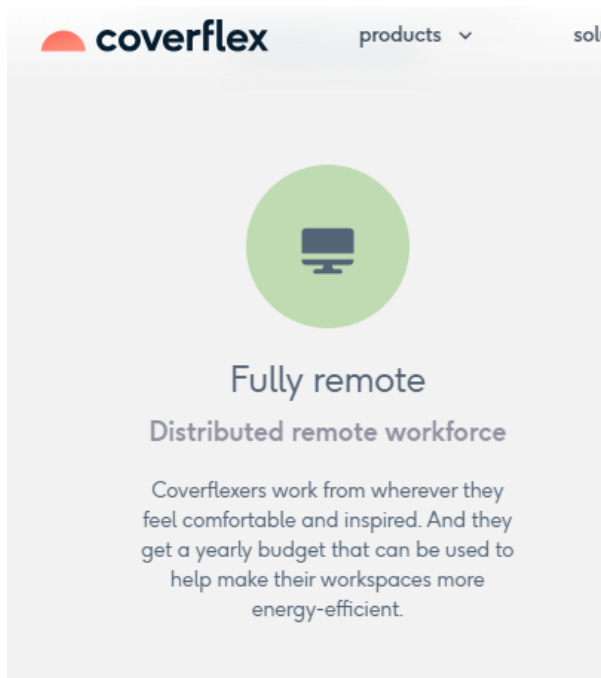 coverflex
products
Fully remote
Distributed remote workforce
Coverflexers work from wherever they
feel comfortable and inspired. And they
get a yearly budget that can be used to
help make their workspaces more
energy-efficient.